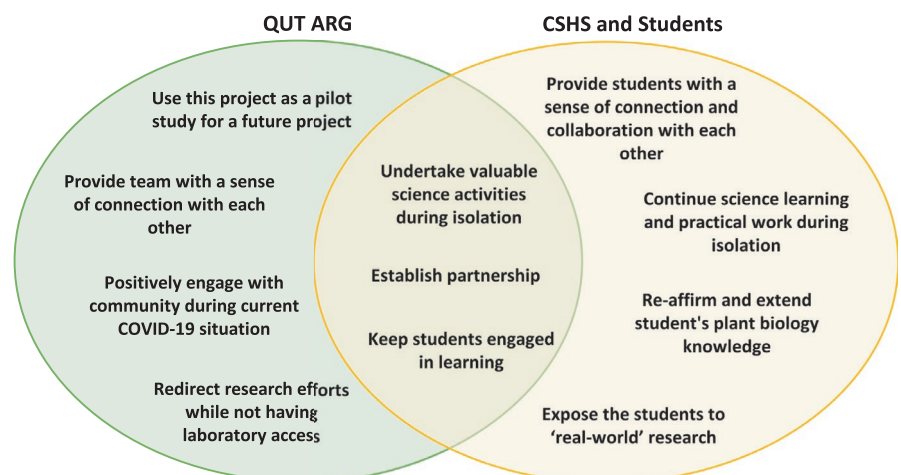 QUT ARG
CSHS and Students
Use this project as a pilot
study for a future project
Provide team with a sense
of connection with each
other
Positively engage with
community during current
COVID-19 situation
Redirect research efforts
while not having
laboratory access
Undertake valuable
science activities
during isolation
Establish partnership
Keep students engaged
in learning
Provide students with a
sense of connection and
collaboration with each
other
Continue science learning
and practical work during
isolation
Re-affirm and extend
student's plant biology
knowledge
Expose the students to
‘real-world’ research